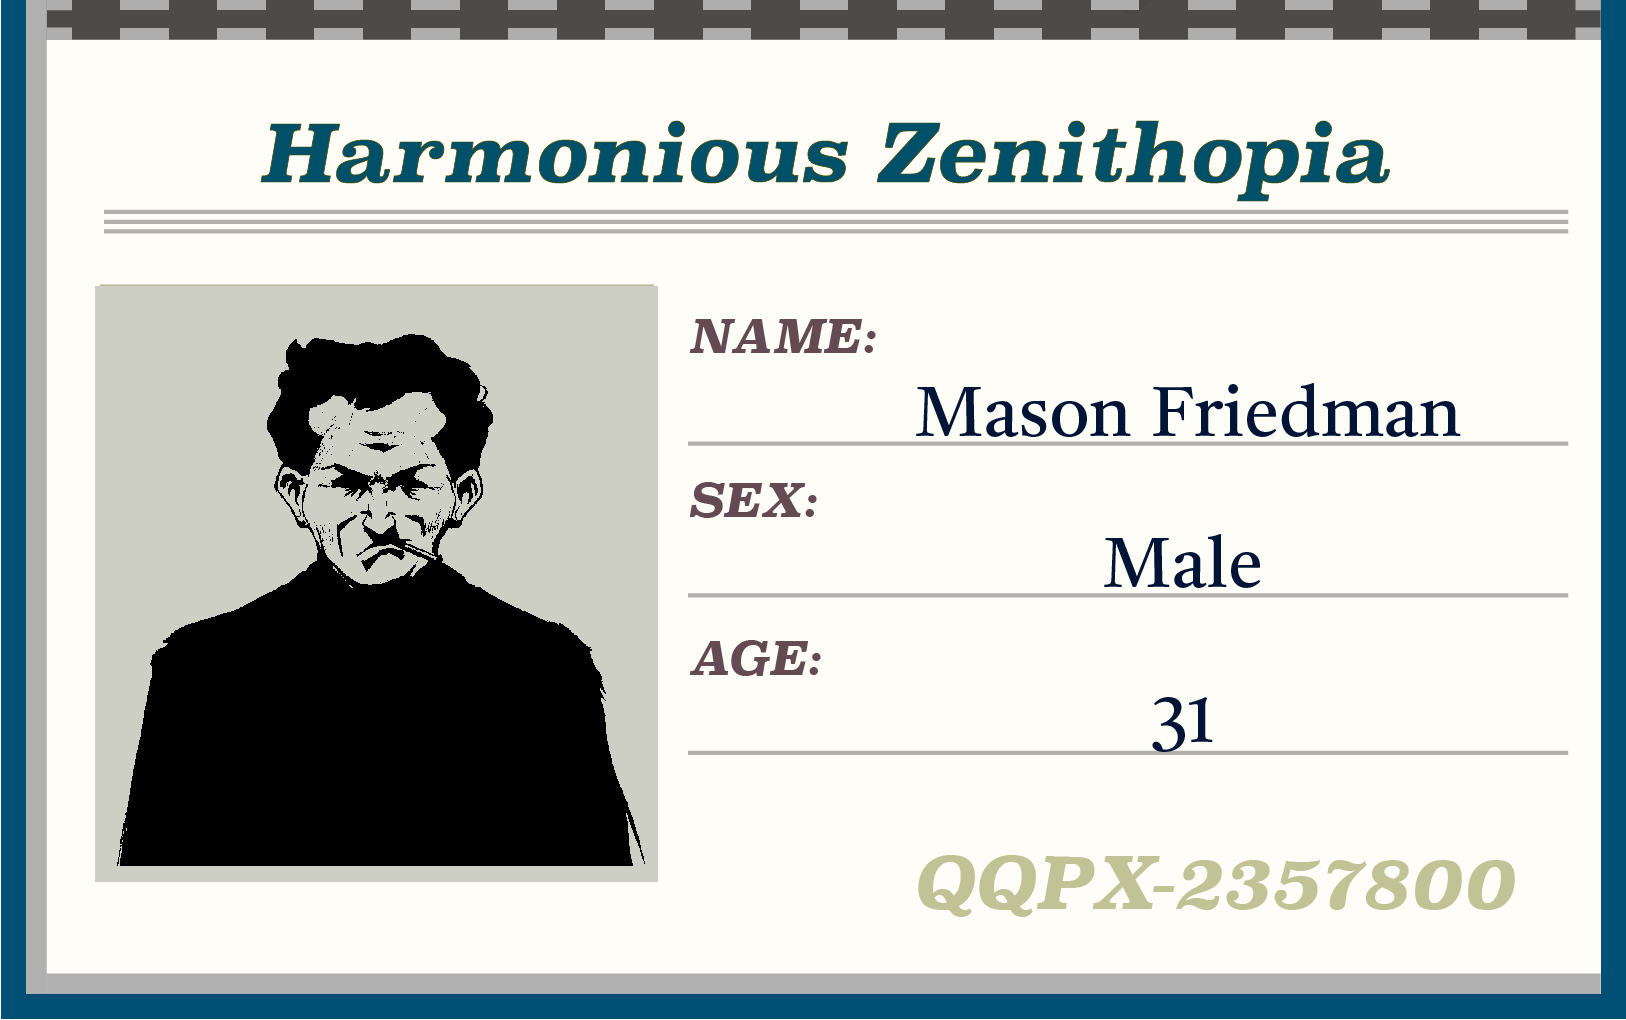 Harmonious Zenithopia
NAME:
Mason Friedman
SEX:
Male
AGE:
31
QQPX-2357800